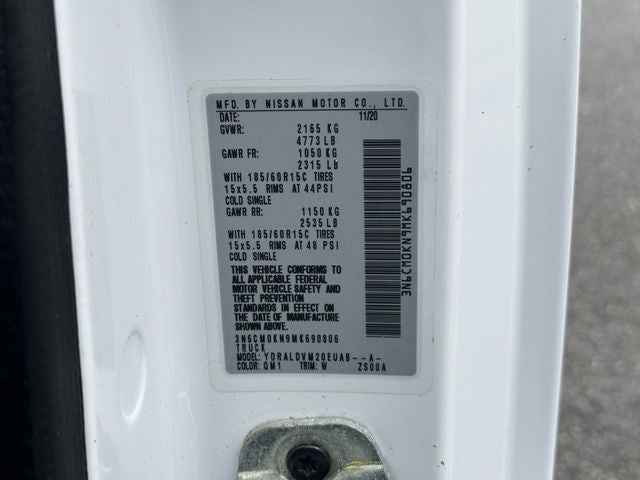 MFD. BY NISSAN MOTOR CO., LTD.
DATE: 11/20
GVWR: 2165 KG
4773 LB
GAWR FR: 1050 KG
2315 LB
WITH 185/60R15C TIRES
15x5.5 RIMS AT 44PSI
COLD SINGLE
GAWR RR: 1150 KG
2535 LB
WITH 185/60R15C TIRES
15x5.5 RIMS AT 48 PSI
COLD SINGLE
THIS VEHICLE CONFORMS TO
ALL APPLICABLE FEDERAL
MOTOR VEHICLE SAFETY AND
THEFT PREVENTION
STANDARDS IN EFFECT ON
THE DATE OF MANUFACTURE
SHOWN ABOVE.
3N6CM0KN9MK690806
TRUCK
MODEL: YDRALDVM20EUAB--A-
COLOR: QM1 TRIM: W ZS00A
3N6CM0KN9MK690806